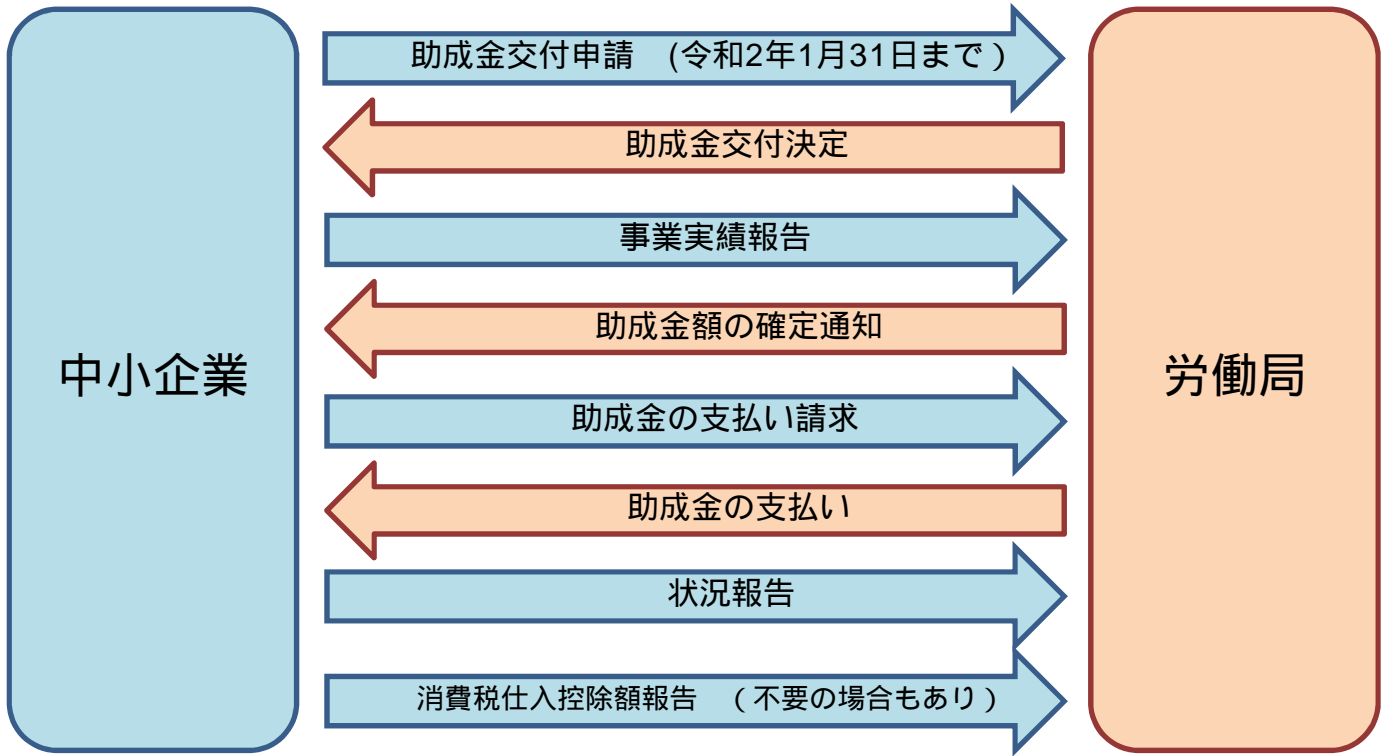 中小企業
助成金交付申請　(令和2年1月31日まで）
助成金交付決定
事業実績報告
助成金額の確定通知
助成金の支払い請求
助成金の支払い
状況報告
消費税仕入控除額報告　（不要の場合もあり）
労働局